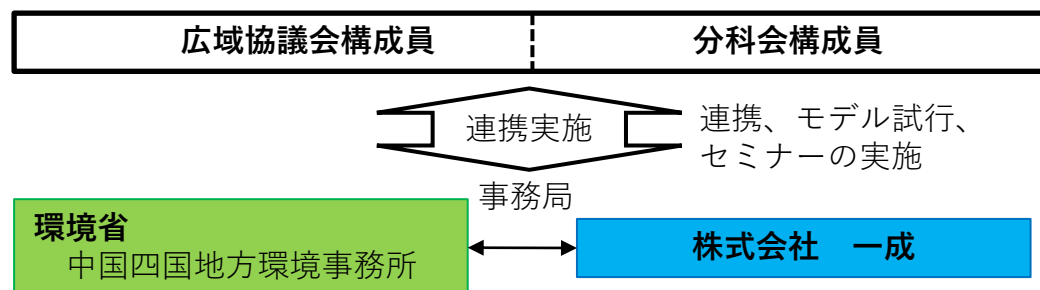 広域協議会構成員
分科会構成員
連携実施
連携、モデル試行、
セミナーの実施
事務局
環境省
中国四国地方環境事務所
株式会社　一成